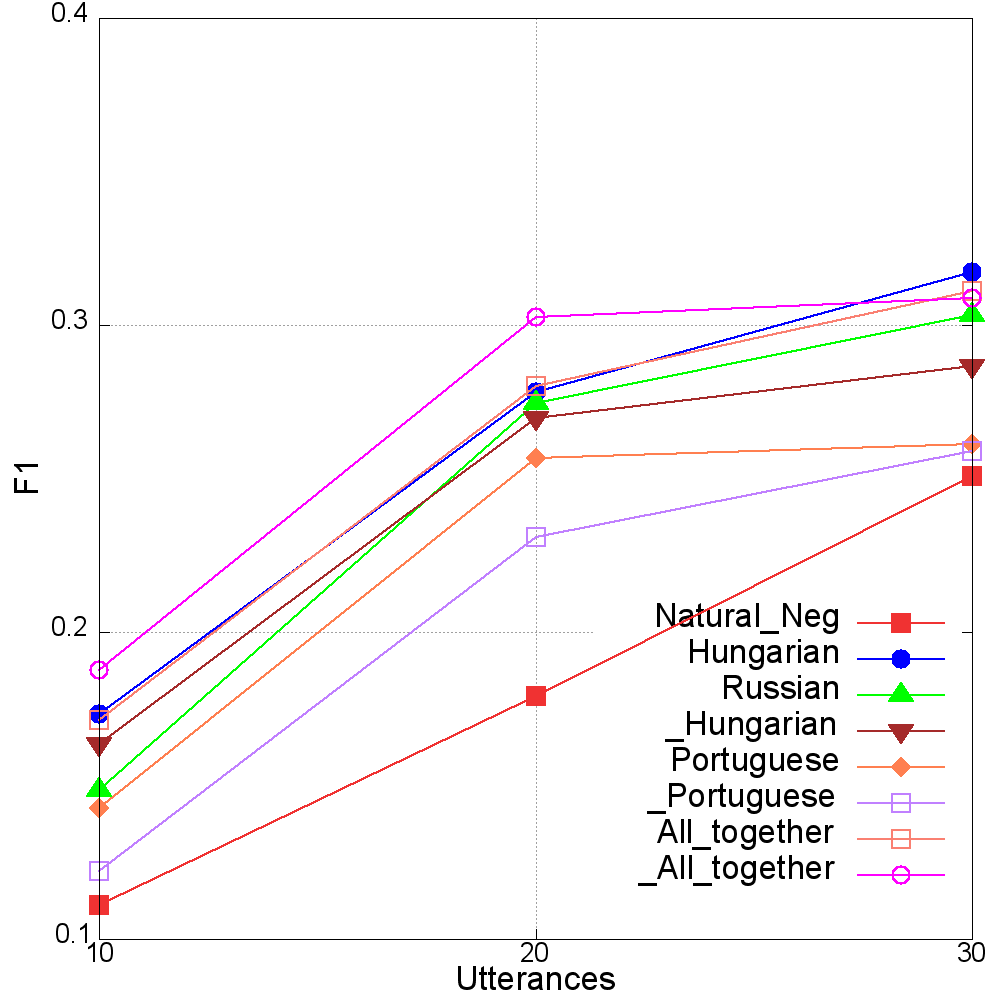 0.4
0.3
0.2
0.1
F1
Natural_Neg
Hungarian
Russian
_Hungarian
Portuguese
_Portuguese
All_together
_All_together
10 20 30
Utterances